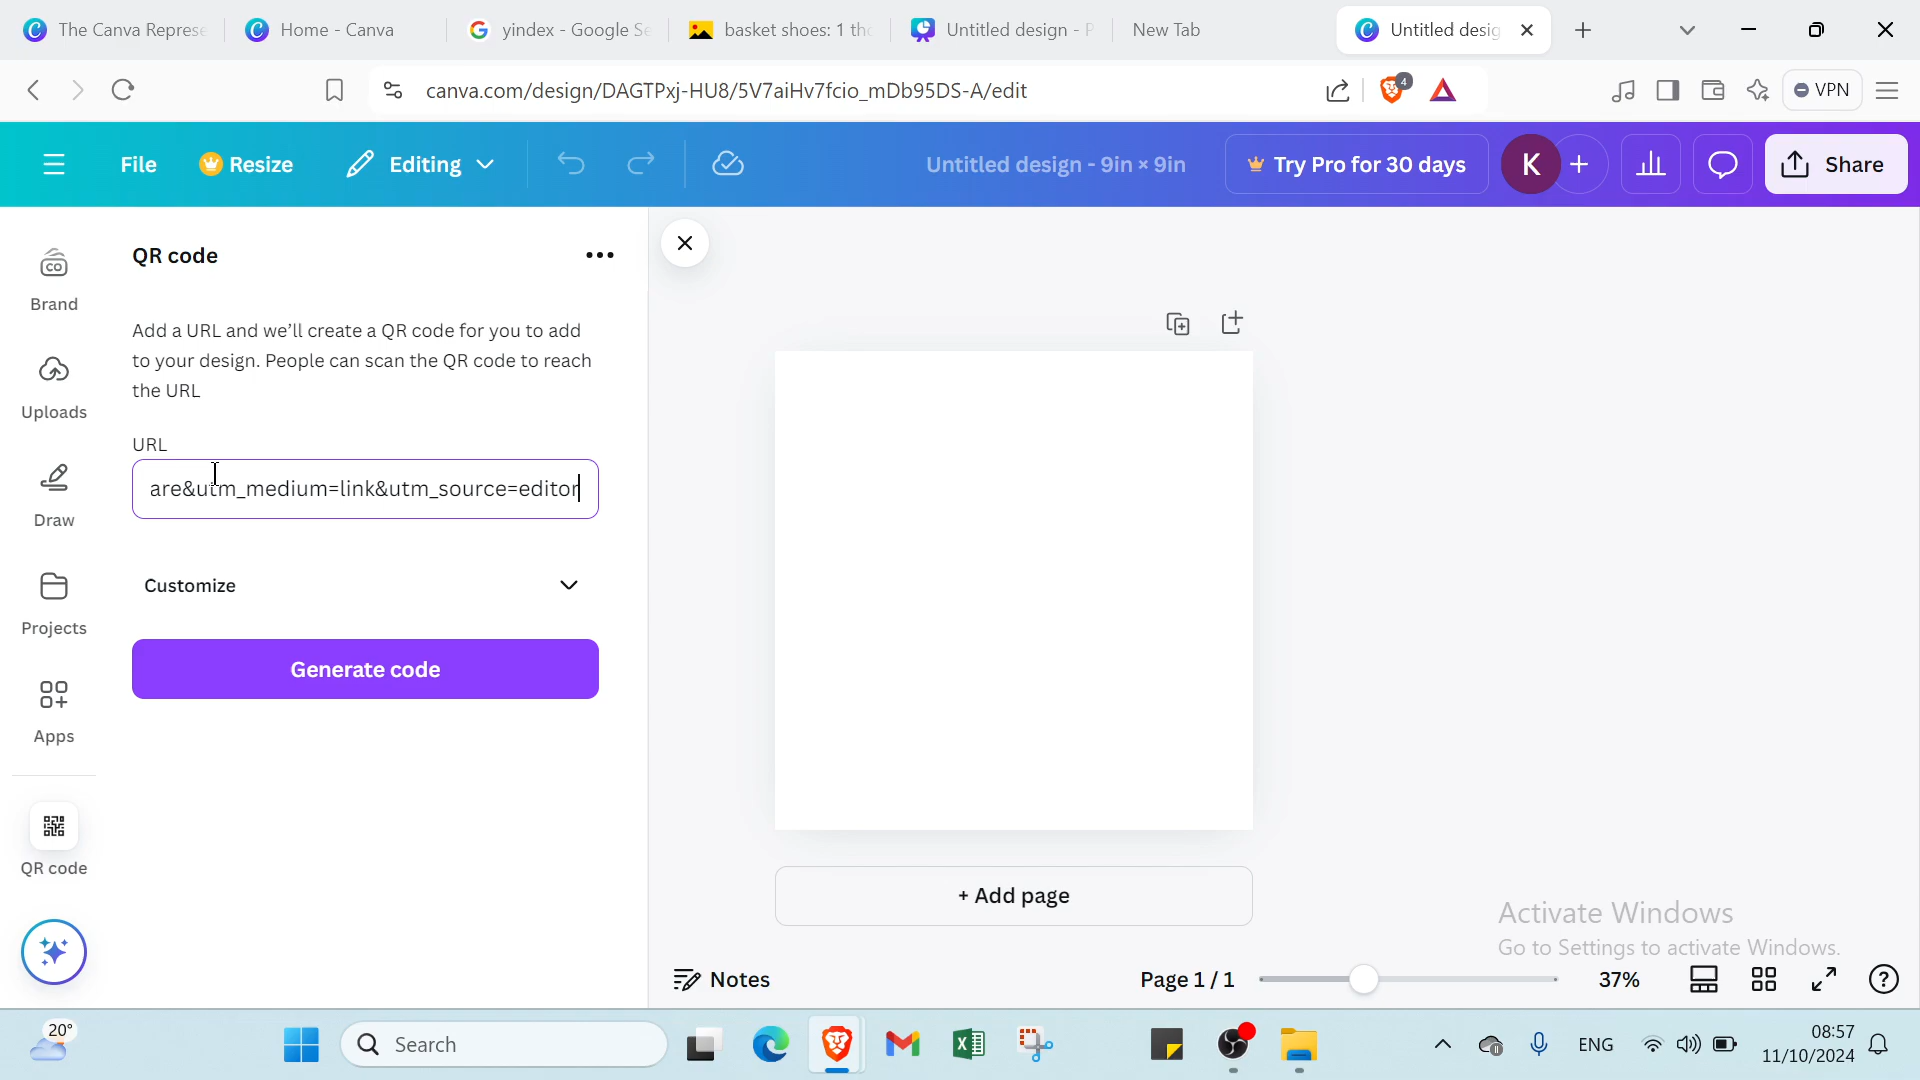 The Canva Represe
Home - Canva
yindex - Google Se
basket shoes: 1 tho
Untitled design - P
New Tab
Untitled desig
canva.com/design/DAGTPxj-HU8/5V7aiHv7fcio_mDb95DS-A/edit
4
VPN
File
Resize
Editing
Untitled design - 9in × 9in
Try Pro for 30 days
K
Share
Brand
Uploads
Draw
Projects
Apps
QR code
QR code
Add a URL and we'll create a QR code for you to add
to your design. People can scan the QR code to reach
the URL
URL
are&utm_medium=link&utm_source=editor
Customize
Generate code
+ Add page
Activate Windows
Go to Settings to activate Windows.
Notes
Page 1 / 1
37%
20°
Search
ENG
08:57
11/10/2024